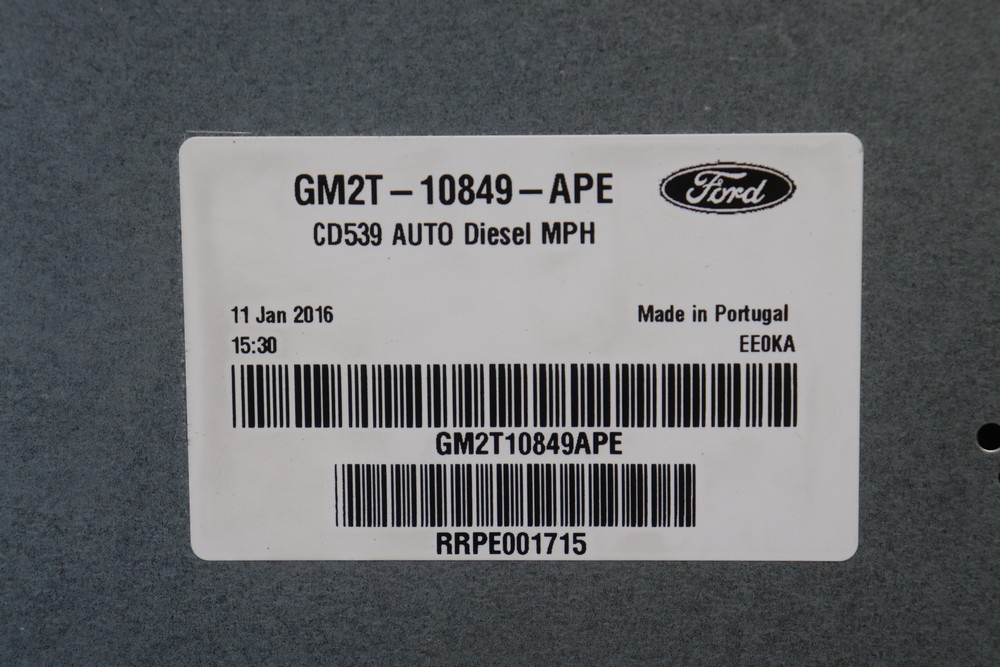 GM2T-10849-APE
Ford
CD539 AUTO Diesel MPH
11 Jan 2016
Made in Portugal
15:30
EE0KA
GM2T10849APE
RRPE001715